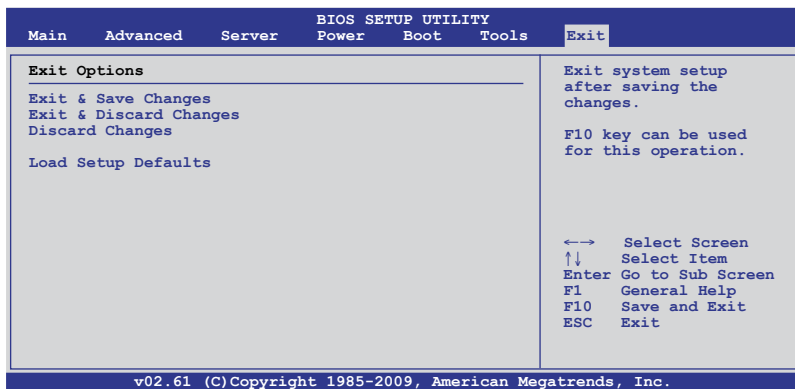 BIOS SETUP UTILITY
Main Advanced Server Power Boot Tools Exit
Exit Options
Exit & Save Changes
Exit & Discard Changes
Discard Changes
Load Setup Defaults
Exit system setup
after saving the
changes.
F10 key can be used
for this operation.
←→ Select Screen
↑↓ Select Item
Enter Go to Sub Screen
F1 General Help
F10 Save and Exit
ESC Exit
v02.61 (C)Copyright 1985-2009, American Megatrends, Inc.